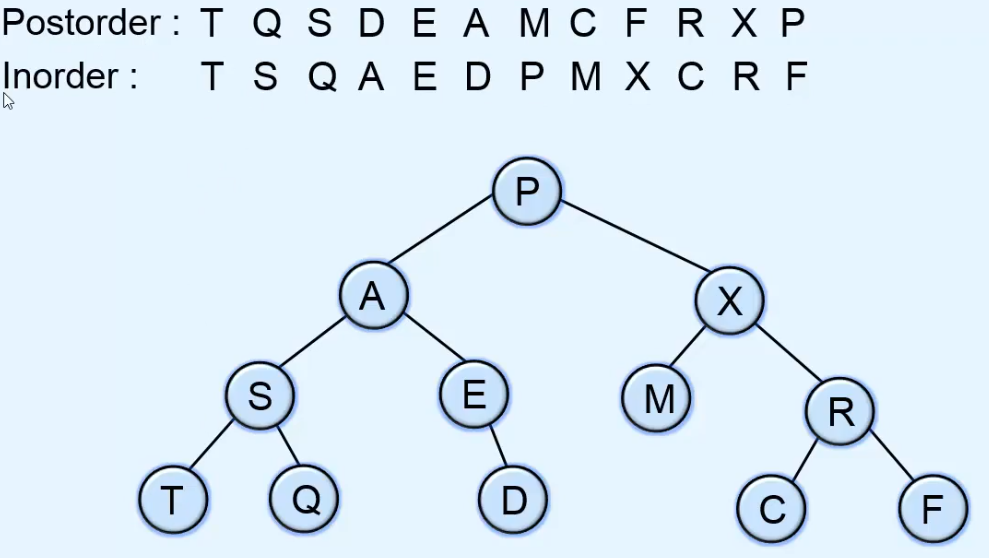 Postorder : T Q S D E A M C F R X P
Inorder : T S Q A E D P M X C R F
P
A X
S E M R
T Q D C F